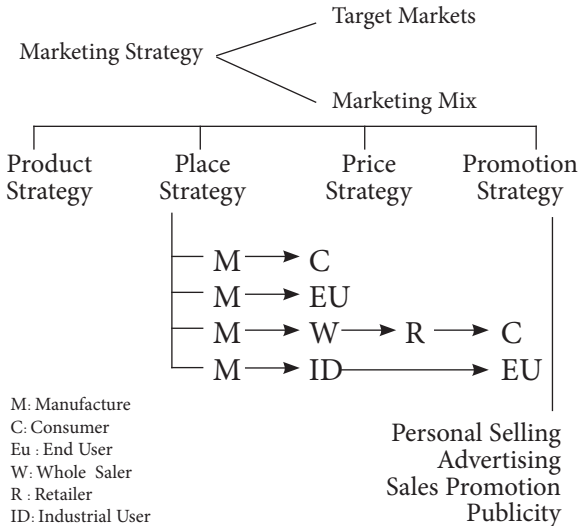 Target Markets
Marketing Strategy
Marketing Mix
Product Strategy
Place Strategy
Price Strategy
Promotion Strategy
M C
M EU
M W R C
M ID EU
M: Manufacture
C: Consumer
Eu : End User
W: Whole Saler
R : Retailer
ID: Industrial User
Personal Selling
Advertising
Sales Promotion
Publicity